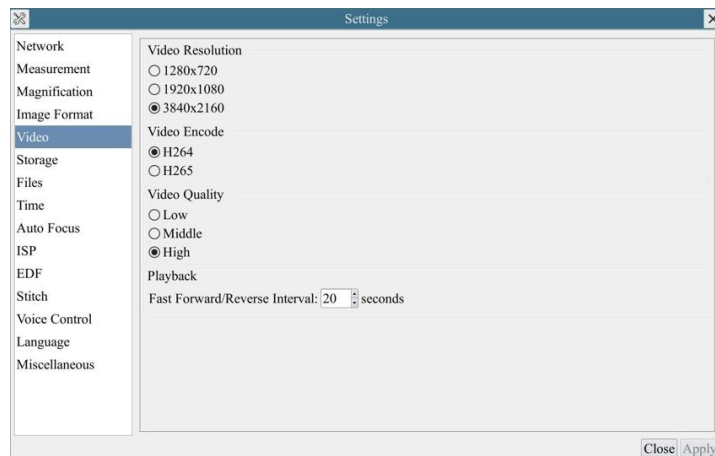 Settings
Network
Measurement
Magnification
Image Format
Video
Storage
Files
Time
Auto Focus
ISP
EDF
Stitch
Voice Control
Language
Miscellaneous
Video Resolution
1280x720
1920x1080
3840x2160
Video Encode
H264
H265
Video Quality
Low
Middle
High
Playback
Fast Forward/Reverse Interval: 20 seconds
Close Apply